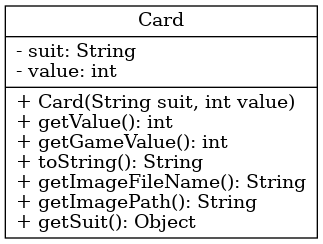 Card
- suit: String
- value: int
+ Card(String suit, int value)
+ getValue(): int
+ getGameValue(): int
+ toString(): String
+ getImageFileName(): String
+ getImagePath(): String
+ getSuit(): Object